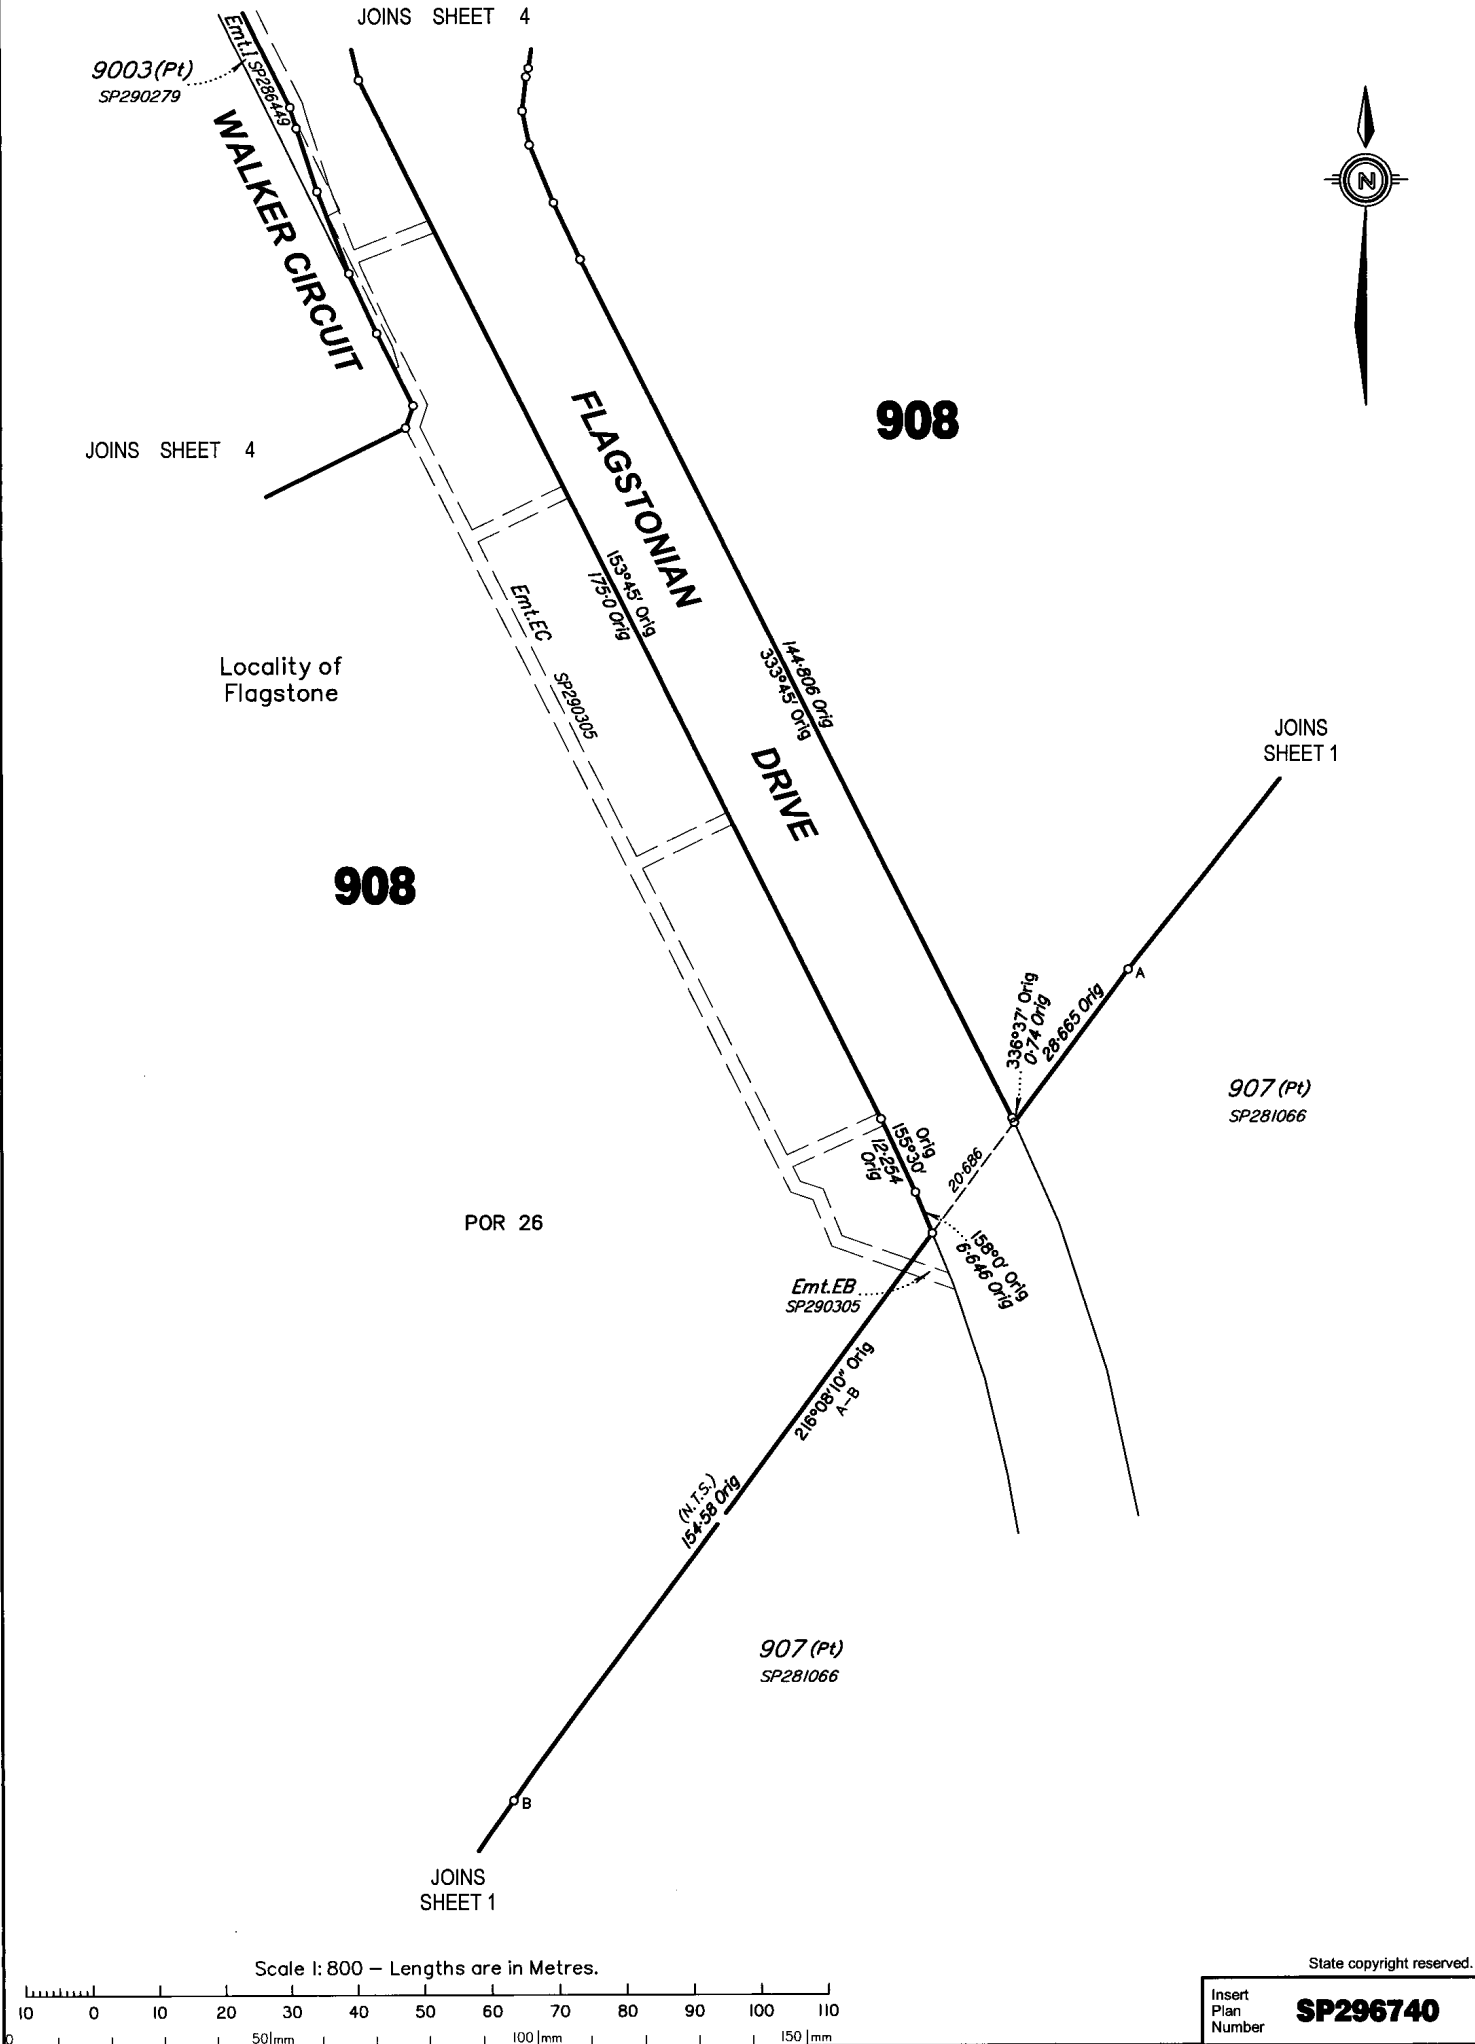 JOINS SHEET 4
9003(Pt)
SP290279
Emt.I SP286449
WALKER CIRCUIT
N
JOINS SHEET 4
908
FLAGSTONIAN
DRIVE
153°45' Orig
175·0 Orig
144·806 Orig
333°45' Orig
Emt.EC
SP290305
Locality of
Flagstone
JOINS
SHEET 1
908
A
336°37' Orig
0·74 Orig
28·665 Orig
907 (Pt)
SP281066
Orig
155°30'
12·254
Orig
20·686
POR 26
158°0' Orig
6·646 Orig
Emt.EB
SP290305
216°08'10" Orig
A-B
(N.T.S.)
154·58 Orig
907 (Pt)
SP281066
B
JOINS
SHEET 1
Scale 1:800 – Lengths are in Metres.
State copyright reserved.
10 0 10 20 30 40 50 60 70 80 90 100 110
0 50 mm 100 mm 150 mm
Insert
Plan
Number
SP296740